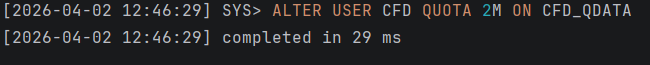 [2026-04-02 12:46:29] SYS> ALTER USER CFD QUOTA 2M ON CFD_QDATA
[2026-04-02 12:46:29] completed in 29 ms